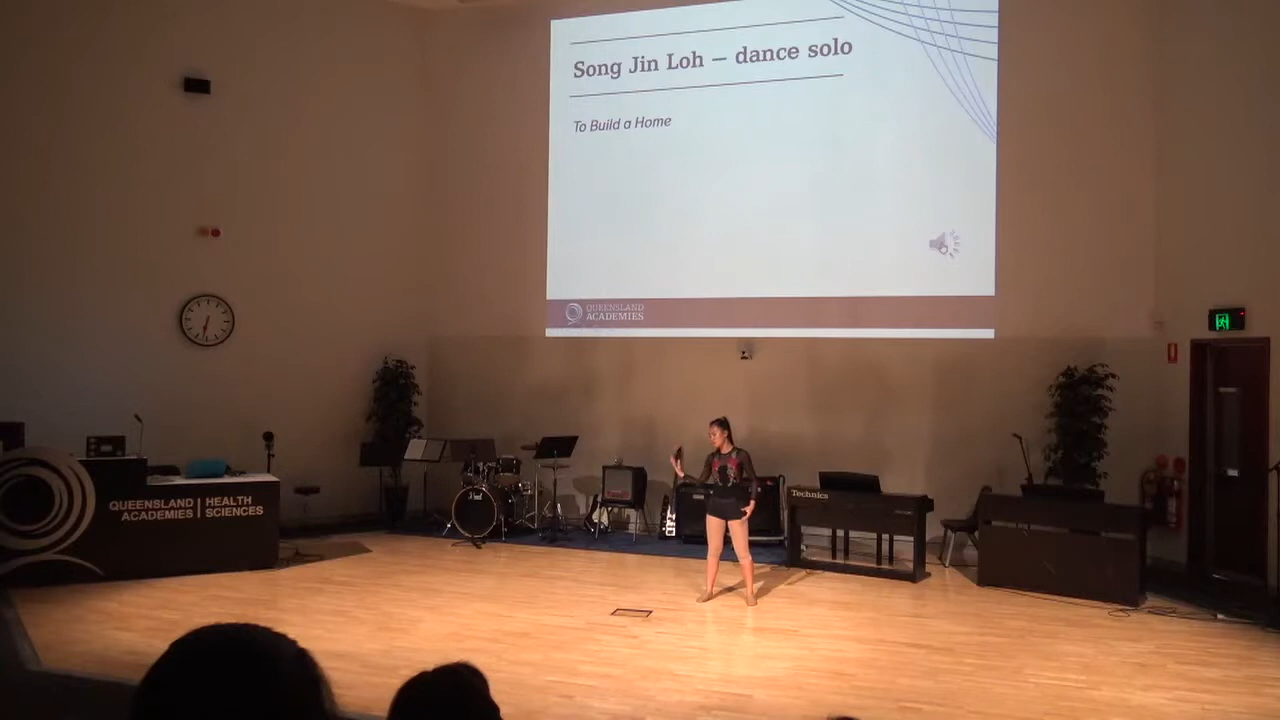 Song Jin Loh – dance solo
To Build a Home
QUEENSLAND
ACADEMIES
QUEENSLAND
ACADEMIES
HEALTH
SCIENCES
Technics
Pearl